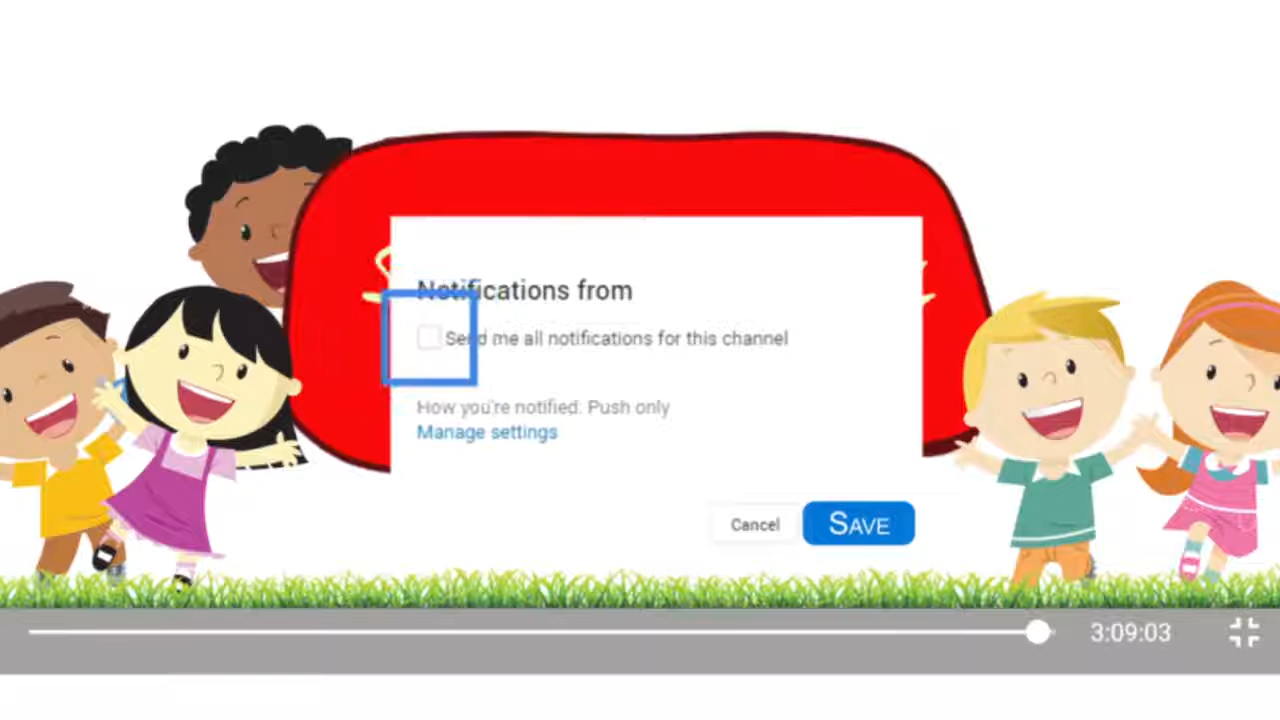 Notifications from
Send me all notifications for this channel
How you're notified: Push only
Manage settings
Cancel
SAVE
3:09:03